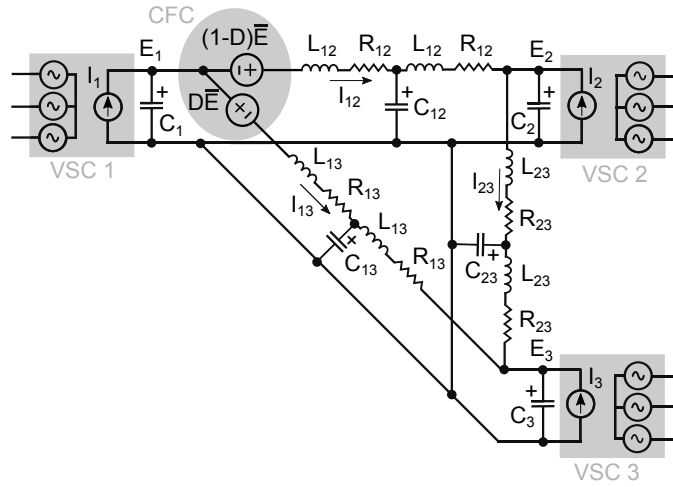 CFC
(1-D)E̅
E₁
L₁₂ R₁₂ L₁₂ R₁₂
E₂
I₁
- +
I₂
+
DE̅
+ -
I₁₂
+
+
C₁
C₁₂
C₂
VSC 1
VSC 2
L₁₃
L₂₃
I₂₃
R₁₃
I₁₃
L₁₃
R₂₃
+
C₁₃
R₁₃
C₂₃ +
L₂₃
R₂₃
E₃
I₃
+
C₃
VSC 3